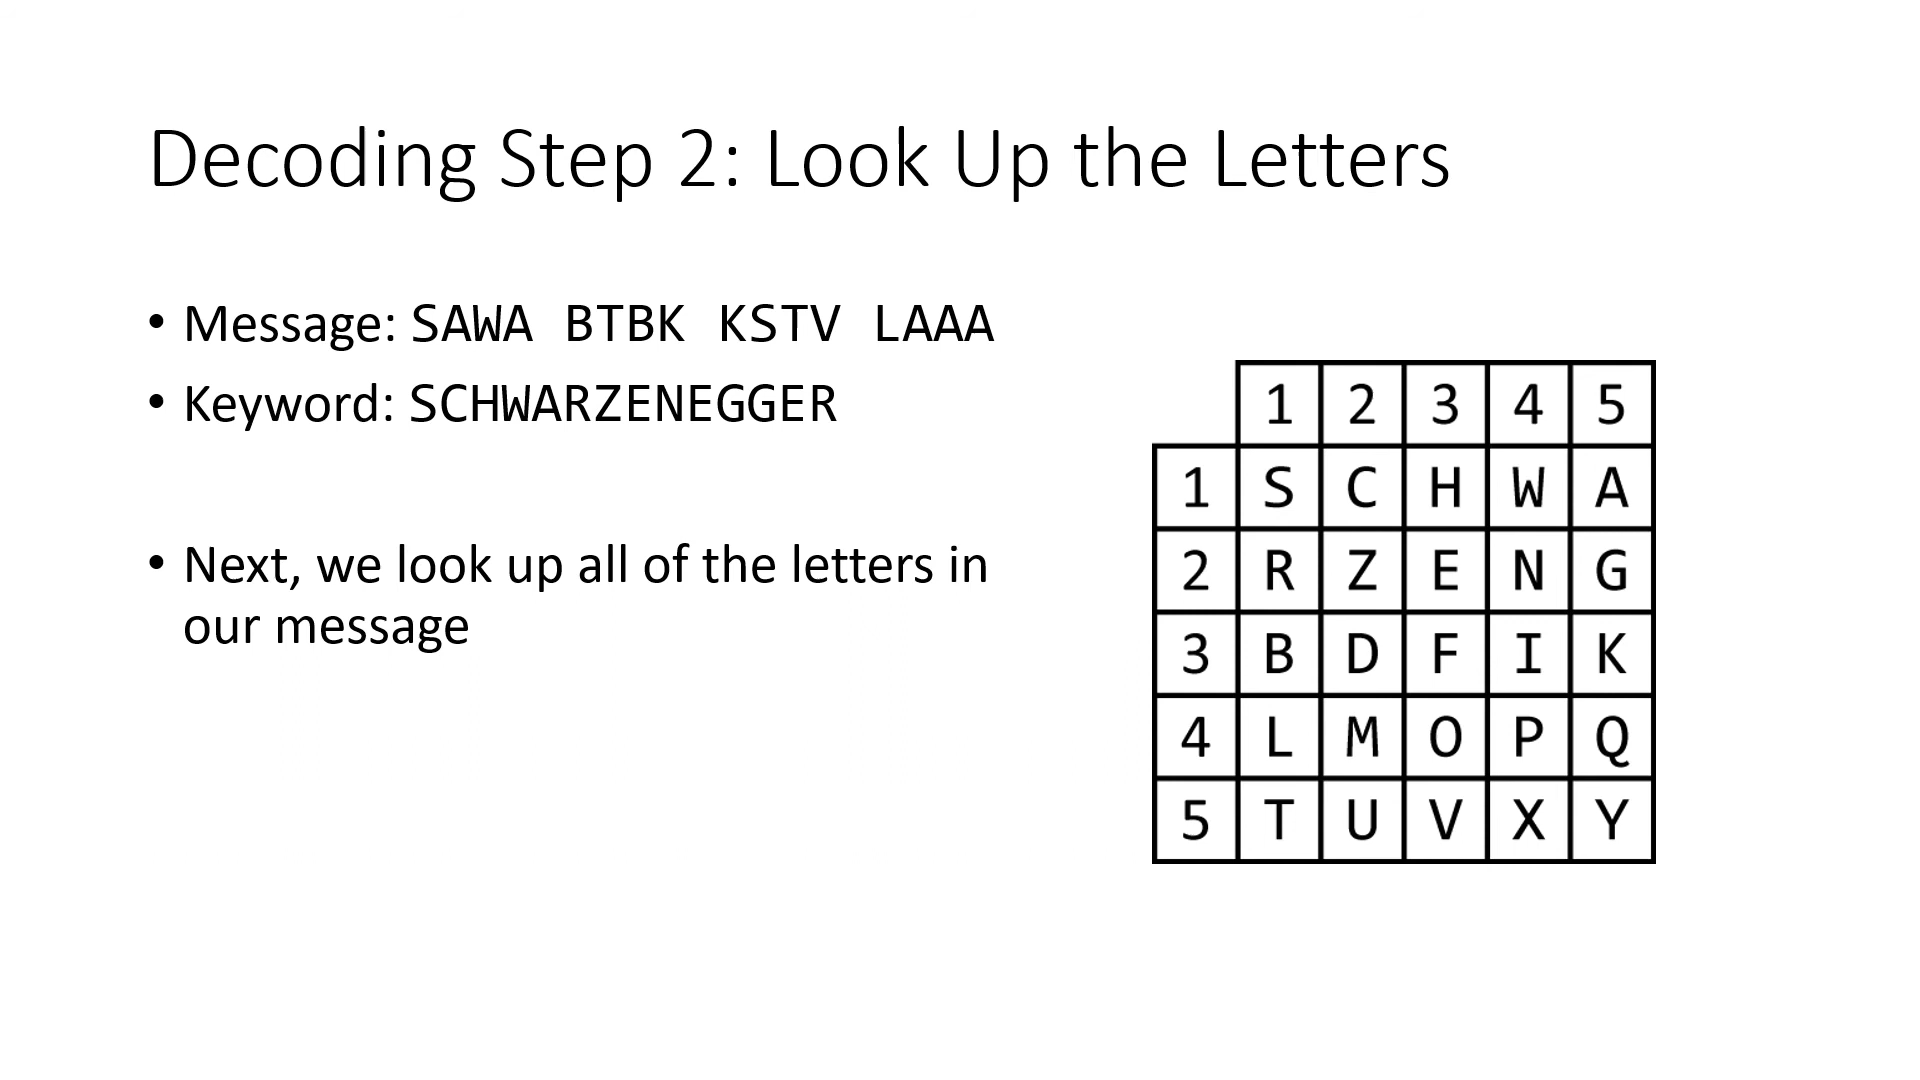 Decoding Step 2: Look Up the Letters
• Message: SAWA BTBK KSTV LAAA
• Keyword: SCHWARZENEGGER
• Next, we look up all of the letters in
our message
1 2 3 4 5
1 S C H W A
2 R Z E N G
3 B D F I K
4 L M O P Q
5 T U V X Y